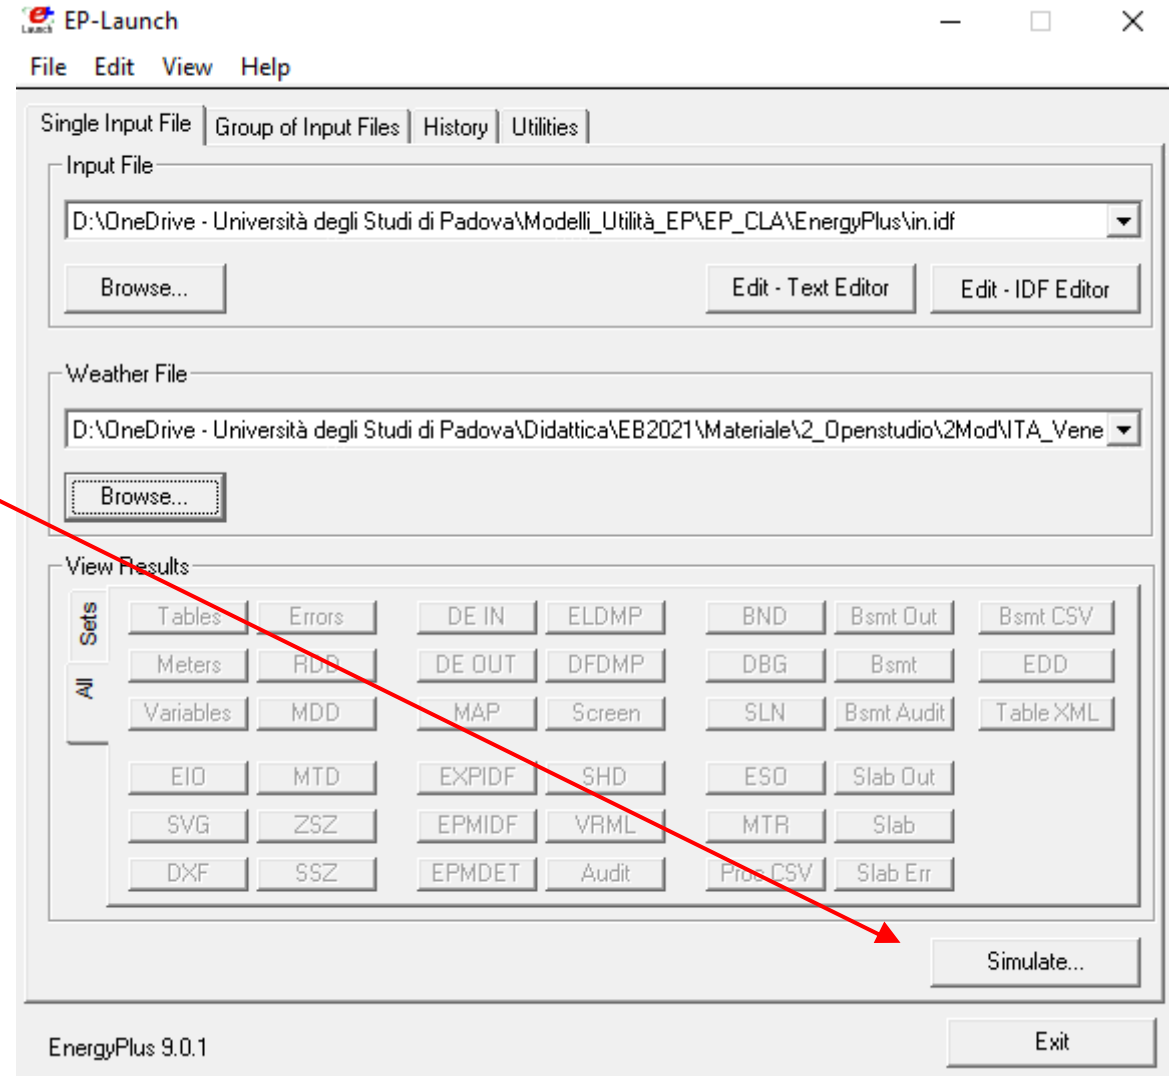 EP-Launch
File Edit View Help
Single Input File Group of Input Files History Utilities
Input File
D:\OneDrive - Università degli Studi di Padova\Modelli_Utilità_EP\EP_CLA\EnergyPlus\in.idf
Browse... Edit - Text Editor Edit - IDF Editor
Weather File
D:\OneDrive - Università degli Studi di Padova\Didattica\EB2021\Materiale\2_Openstudio\2Mod\ITA_Vene
Browse...
View Results
Sets
All
Tables Errors DE IN ELDMP BND Bsmt Out Bsmt CSV
Meters RDD DE OUT DFDMP DBG Bsmt EDD
Variables MDD MAP Screen SLN Bsmt Audit Table XML
EIO MTD EXPIDF SHD ESO Slab Out
SVG ZSZ EPMIDF VRML MTR Slab
DXF SSZ EPMDET Audit Proc CSV Slab Err
Simulate...
EnergyPlus 9.0.1 Exit